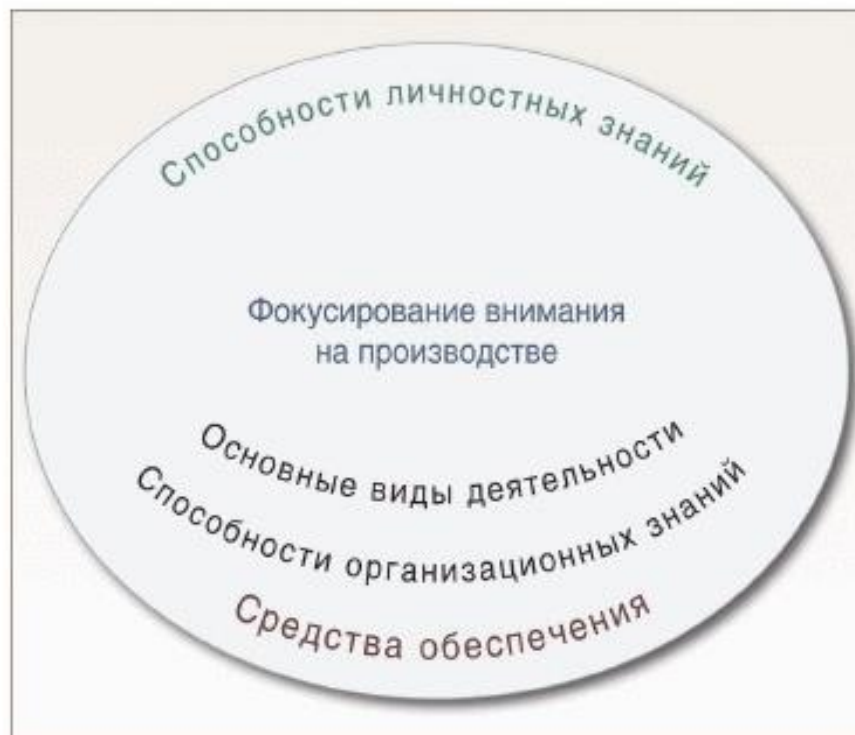 Способности личностных знаний
Фокусирование внимания
на производстве
Основные виды деятельности
Способности организационных знаний
Средства обеспечения